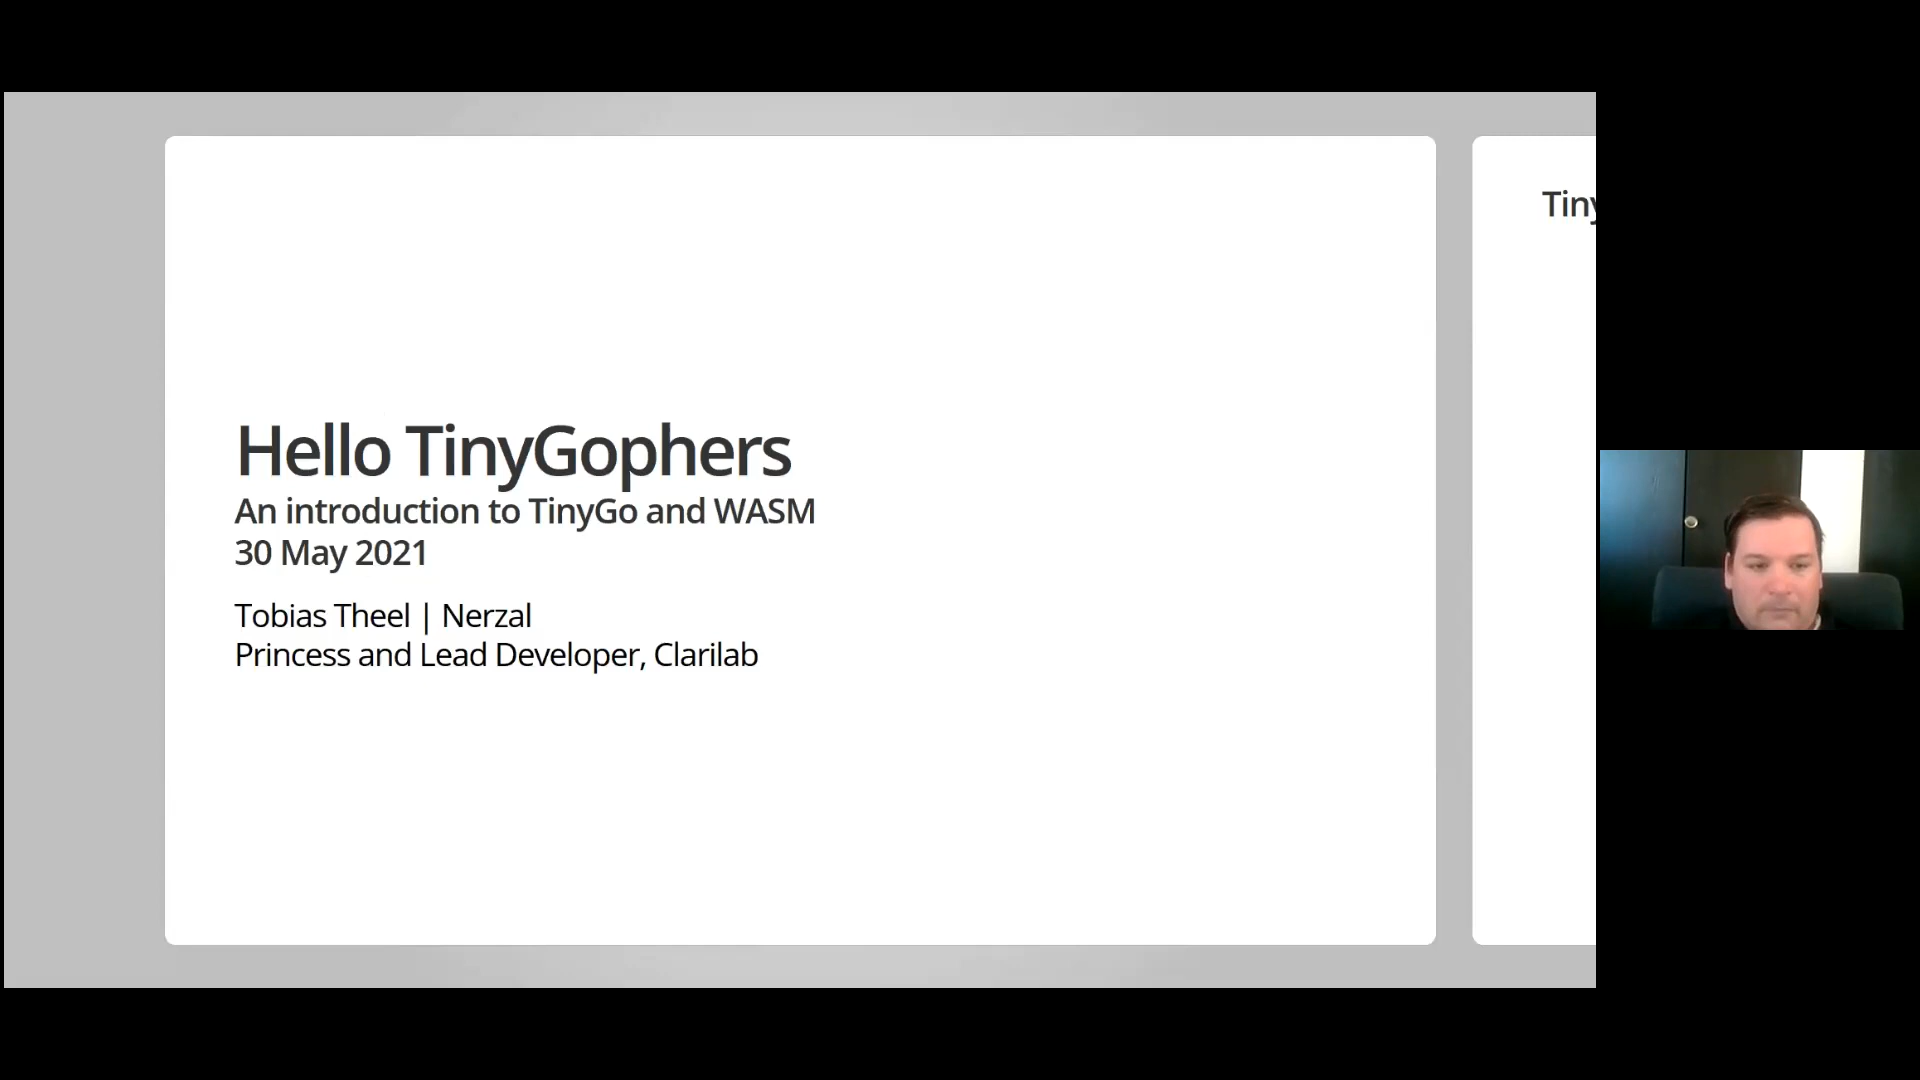 Hello TinyGophers
An introduction to TinyGo and WASM
30 May 2021
Tobias Theel | Nerzal
Princess and Lead Developer, Clarilab
Tiny